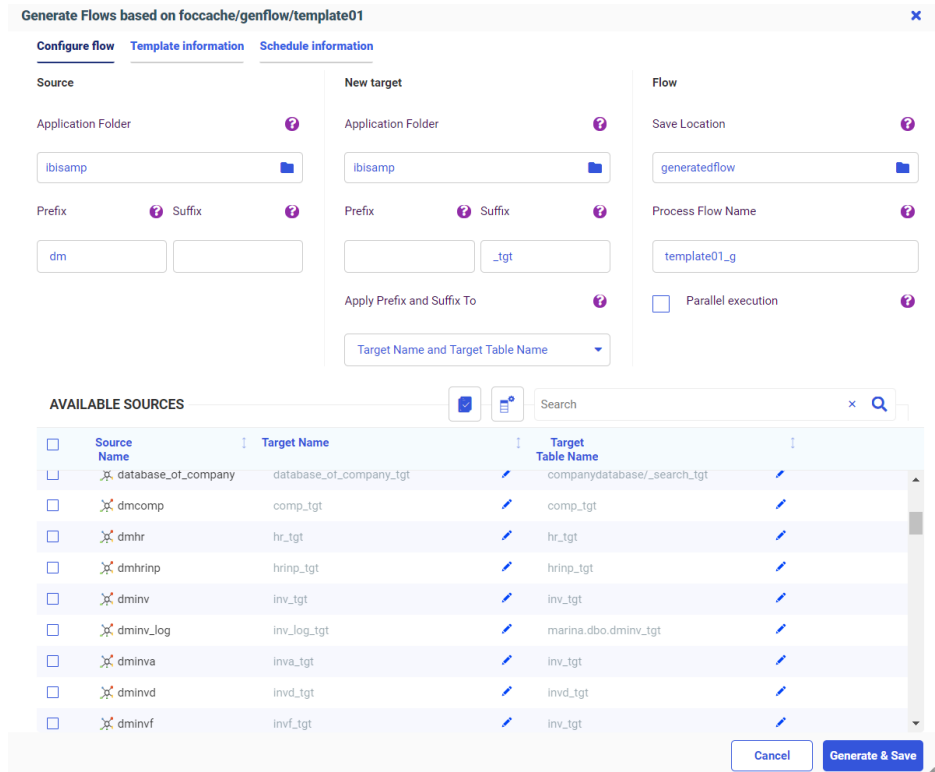 Generate Flows based on foccache/genflow/template01
Configure flow Template information Schedule information
Source New target Flow
Application Folder Application Folder Save Location
ibisamp ibisamp generatedflow
Prefix Suffix Prefix Suffix Process Flow Name
dm _tgt template01_g
Apply Prefix and Suffix To Parallel execution
Target Name and Target Table Name
AVAILABLE SOURCES Search
Source Name Target Name Target Table Name
database_of_company database_of_company_tgt companydatabase/_search_tgt
dmcomp comp_tgt comp_tgt
dmhr hr_tgt hr_tgt
dmhrinp hrinp_tgt hrinp_tgt
dminv inv_tgt inv_tgt
dminv_log inv_log_tgt marina.dbo.dminv_tgt
dminva inva_tgt inv_tgt
dminvd invd_tgt invd_tgt
dminvf invf_tgt inv_tgt
Cancel Generate & Save